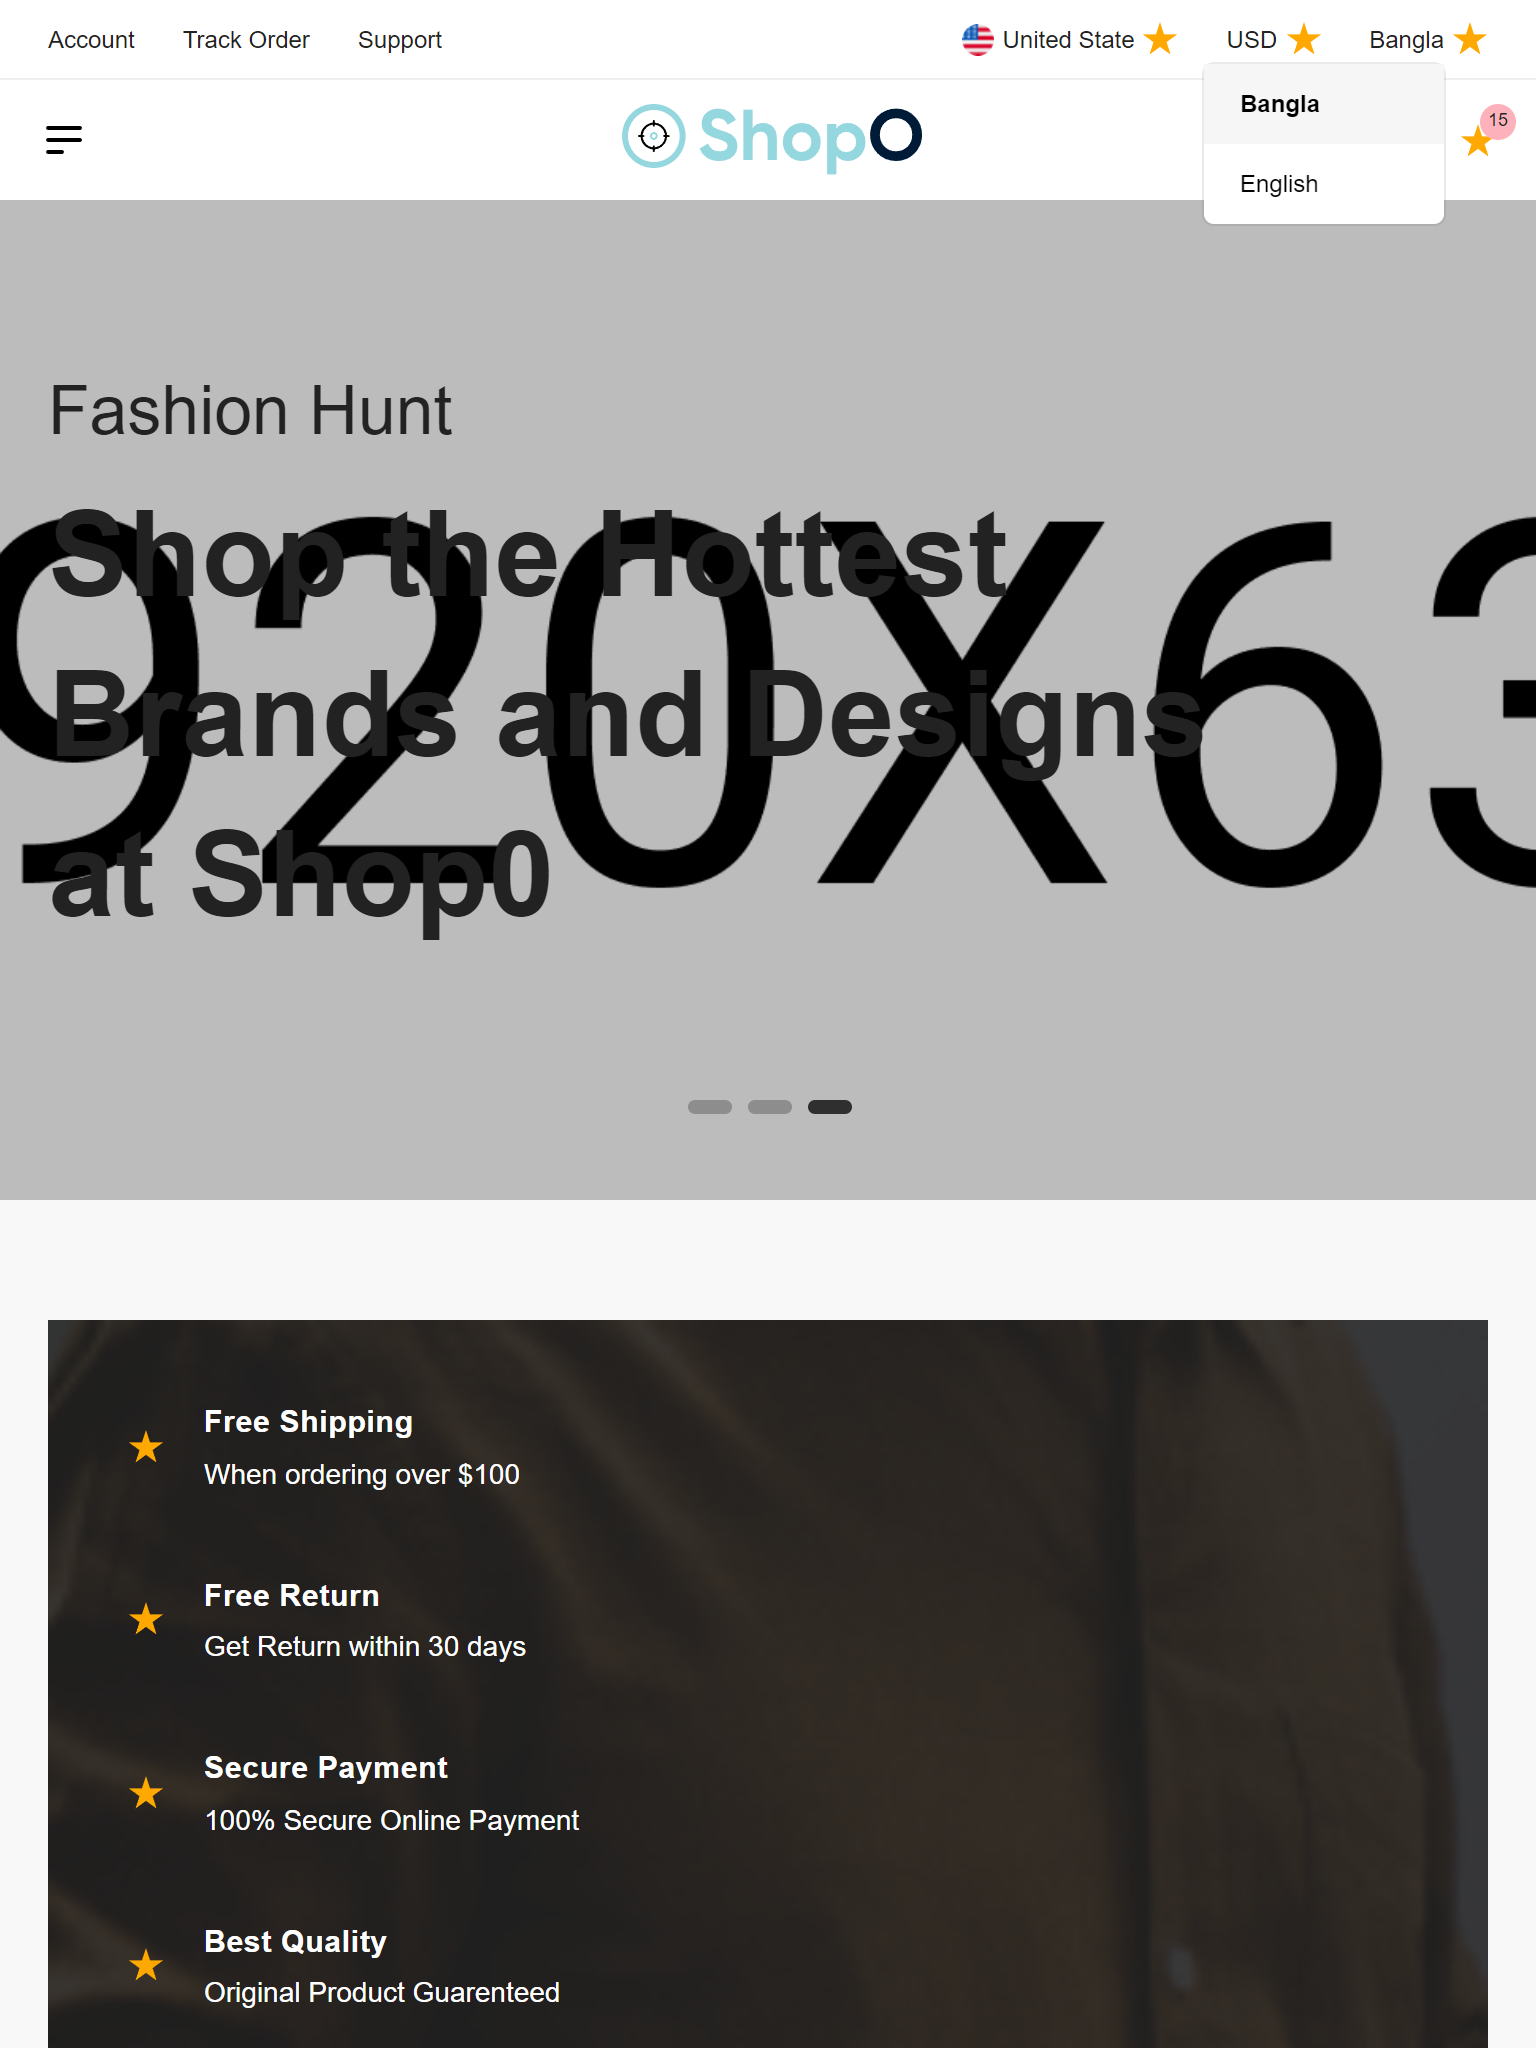 Account Track Order Support United State USD Bangla
Bangla
English
ShopO
15
Fashion Hunt
Shop the Hottest
Brands and Designs
at Shop0
920X63
Free Shipping
When ordering over $100
Free Return
Get Return within 30 days
Secure Payment
100% Secure Online Payment
Best Quality
Original Product Guarenteed